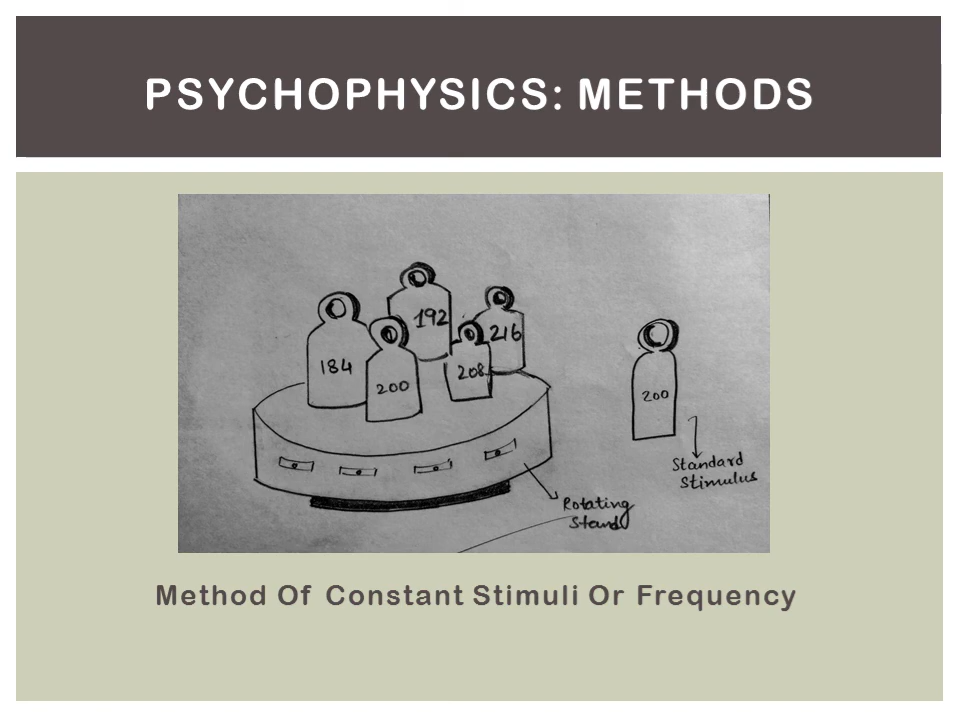 PSYCHOPHYSICS: METHODS
192
216
184
200
208
200
Standard
Stimulus
Rotating
Stand
Method Of Constant Stimuli Or Frequency